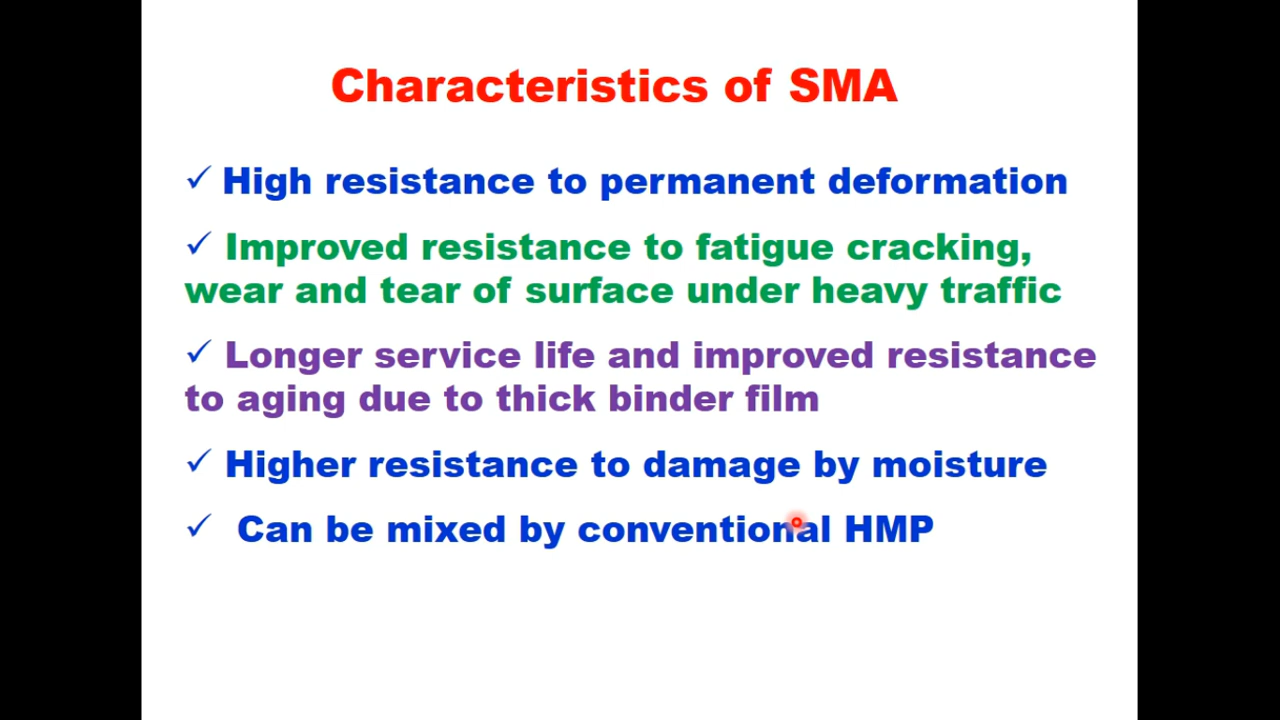 Characteristics of SMA
✓ High resistance to permanent deformation
✓ Improved resistance to fatigue cracking,
wear and tear of surface under heavy traffic
✓ Longer service life and improved resistance
to aging due to thick binder film
✓ Higher resistance to damage by moisture
✓ Can be mixed by conventional HMP